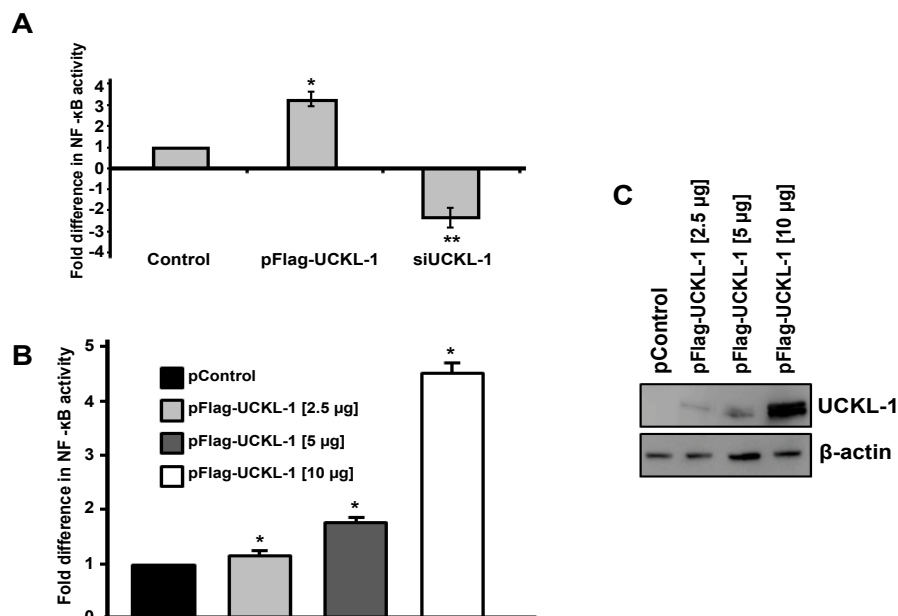 A
Fold difference in NF -κB activity
4
3
2
1
0
-1
-2
-3
-4
*
**
Control pFlag-UCKL-1 siUCKL-1
B
Fold difference in NF -κB activity
5
4
3
2
1
0
pControl
pFlag-UCKL-1 [2.5 µg]
pFlag-UCKL-1 [5 µg]
pFlag-UCKL-1 [10 µg]
*
*
*
C
pControl
pFlag-UCKL-1 [2.5 µg]
pFlag-UCKL-1 [5 µg]
pFlag-UCKL-1 [10 µg]
UCKL-1
β-actin